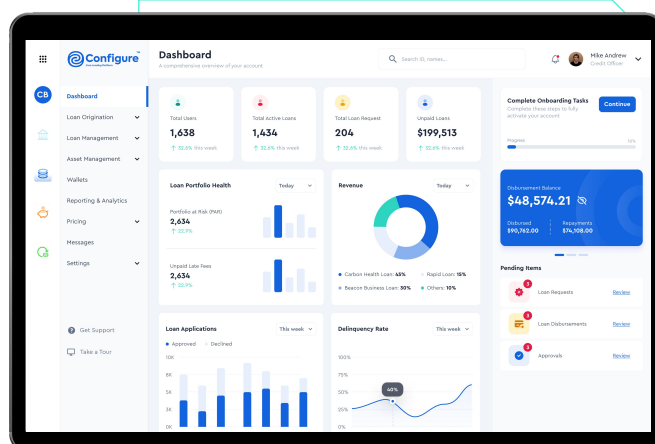 Configure
Dashboard
A comprehensive overview of your account
Search ID, names...
Mike Andrew
Credit Officer
CB
Dashboard
Loan Origination
Loan Management
Asset Management
Wallets
Reporting & Analytics
Pricing
Messages
Settings
Get Support
Take a Tour
Total Users
1,638
↑ 32.6% this week
Total Active Loans
1,434
↑ 32.6% this week
Total Loan Request
204
↑ 32.6% this week
Unpaid Loans
$199,513
↑ 32.6% this week
Complete Onboarding Tasks
Complete these steps to fully
activate your account
Continue
Progress
10%
Loan Portfolio Health
Today
Portfolio at Risk (PAR)
2,634
↑ 22.9%
Unpaid Late Fees
2,634
↑ 22.9%
Revenue
Today
Carbon Health Loan: 45%
Rapid Loan: 15%
Beacon Business Loan: 30%
Others: 10%
Disbursement Balance
$48,574.21
Disbursed
$90,762.00
Repayments
$74,108.00
Pending Items
3
Loan Requests
Review
3
Loan Disbursements
Review
3
Approvals
Review
Loan Applications
This week
Approved
Declined
10K
8K
5K
3K
0K
Delinquency Rate
This week
100%
75%
50%
25%
0%
40%